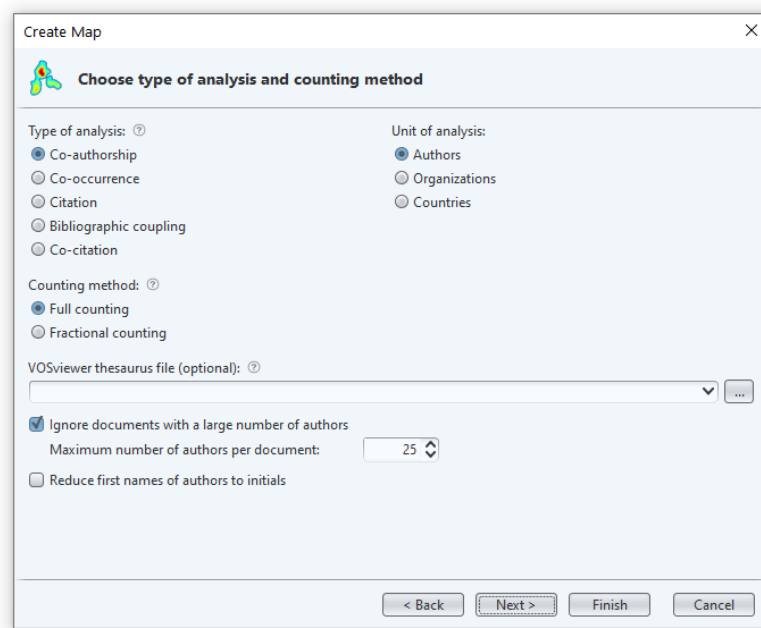 Create Map
Choose type of analysis and counting method
Type of analysis: ?
Unit of analysis:
Co-authorship
Authors
Co-occurrence
Organizations
Citation
Countries
Bibliographic coupling
Co-citation
Counting method: ?
Full counting
Fractional counting
VOSviewer thesaurus file (optional): ?
...
Ignore documents with a large number of authors
Maximum number of authors per document: 25
Reduce first names of authors to initials
< Back Next > Finish Cancel